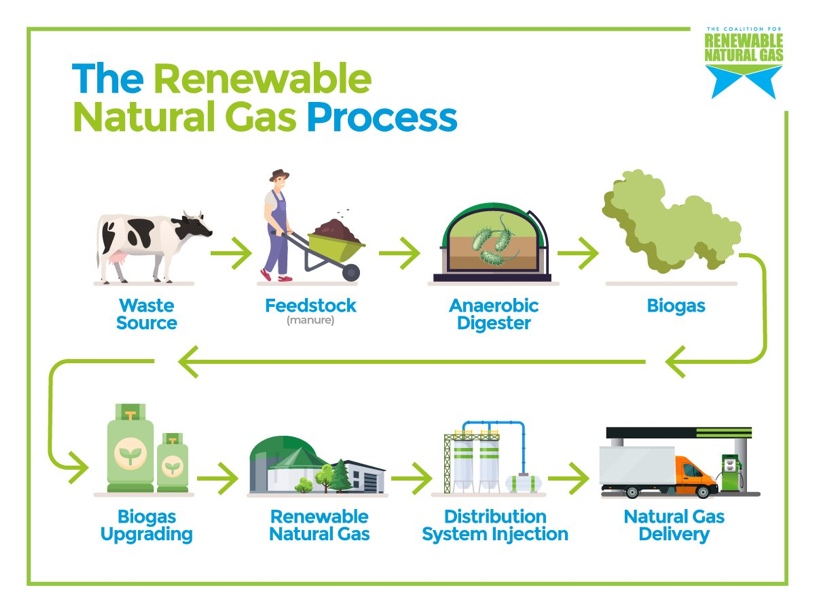 THE COALITION FOR
RENEWABLE
NATURAL GAS
The Renewable
Natural Gas Process
Waste
Source
Feedstock
(manure)
Anaerobic
Digester
Biogas
Biogas
Upgrading
Renewable
Natural Gas
Distribution
System Injection
Natural Gas
Delivery